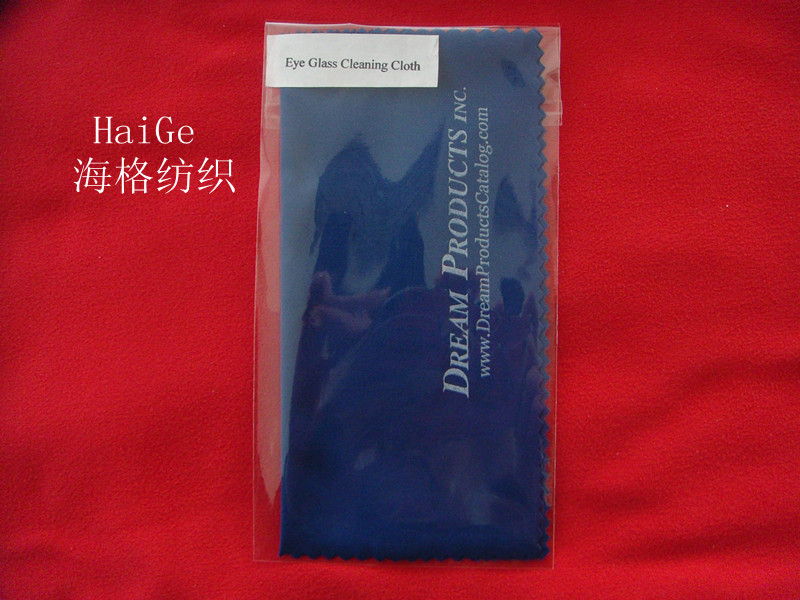 Eye Glass Cleaning Cloth
HaiGe
海格纺织
DREAM PRODUCTS INC.
www.DreamProductsCatalog.com